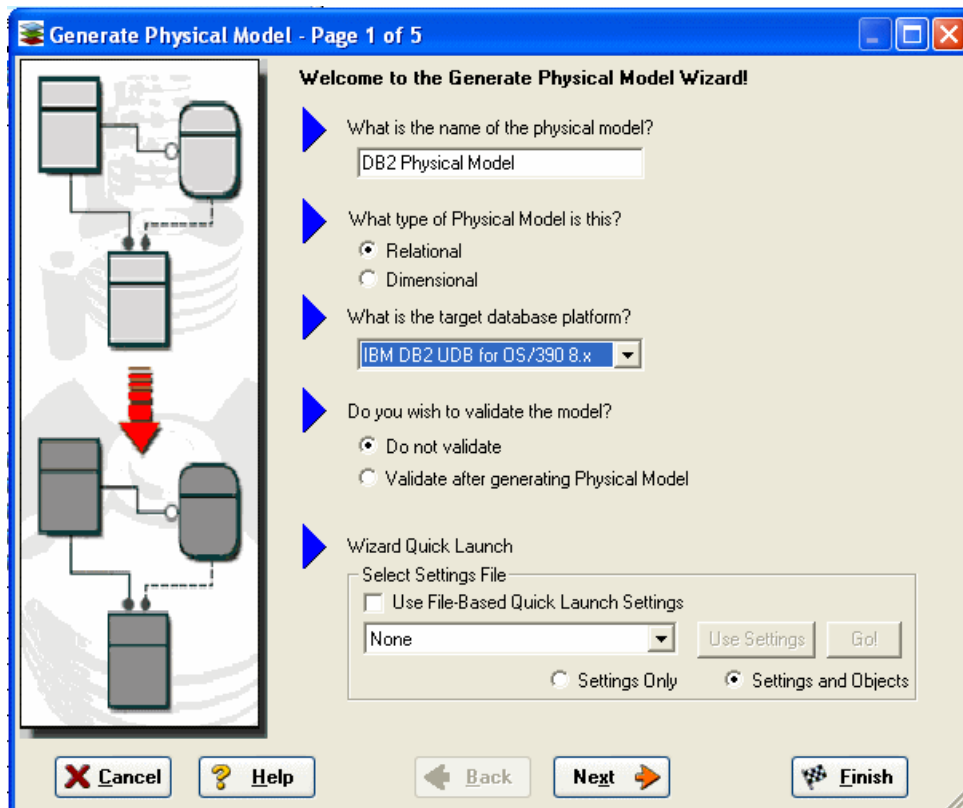 Generate Physical Model - Page 1 of 5
Welcome to the Generate Physical Model Wizard!
What is the name of the physical model?
DB2 Physical Model
What type of Physical Model is this?
Relational
Dimensional
What is the target database platform?
IBM DB2 UDB for OS/390 8.x
Do you wish to validate the model?
Do not validate
Validate after generating Physical Model
Wizard Quick Launch
Select Settings File
Use File-Based Quick Launch Settings
None
Use Settings
Go!
Settings Only
Settings and Objects
Cancel
Help
Back
Next
Finish